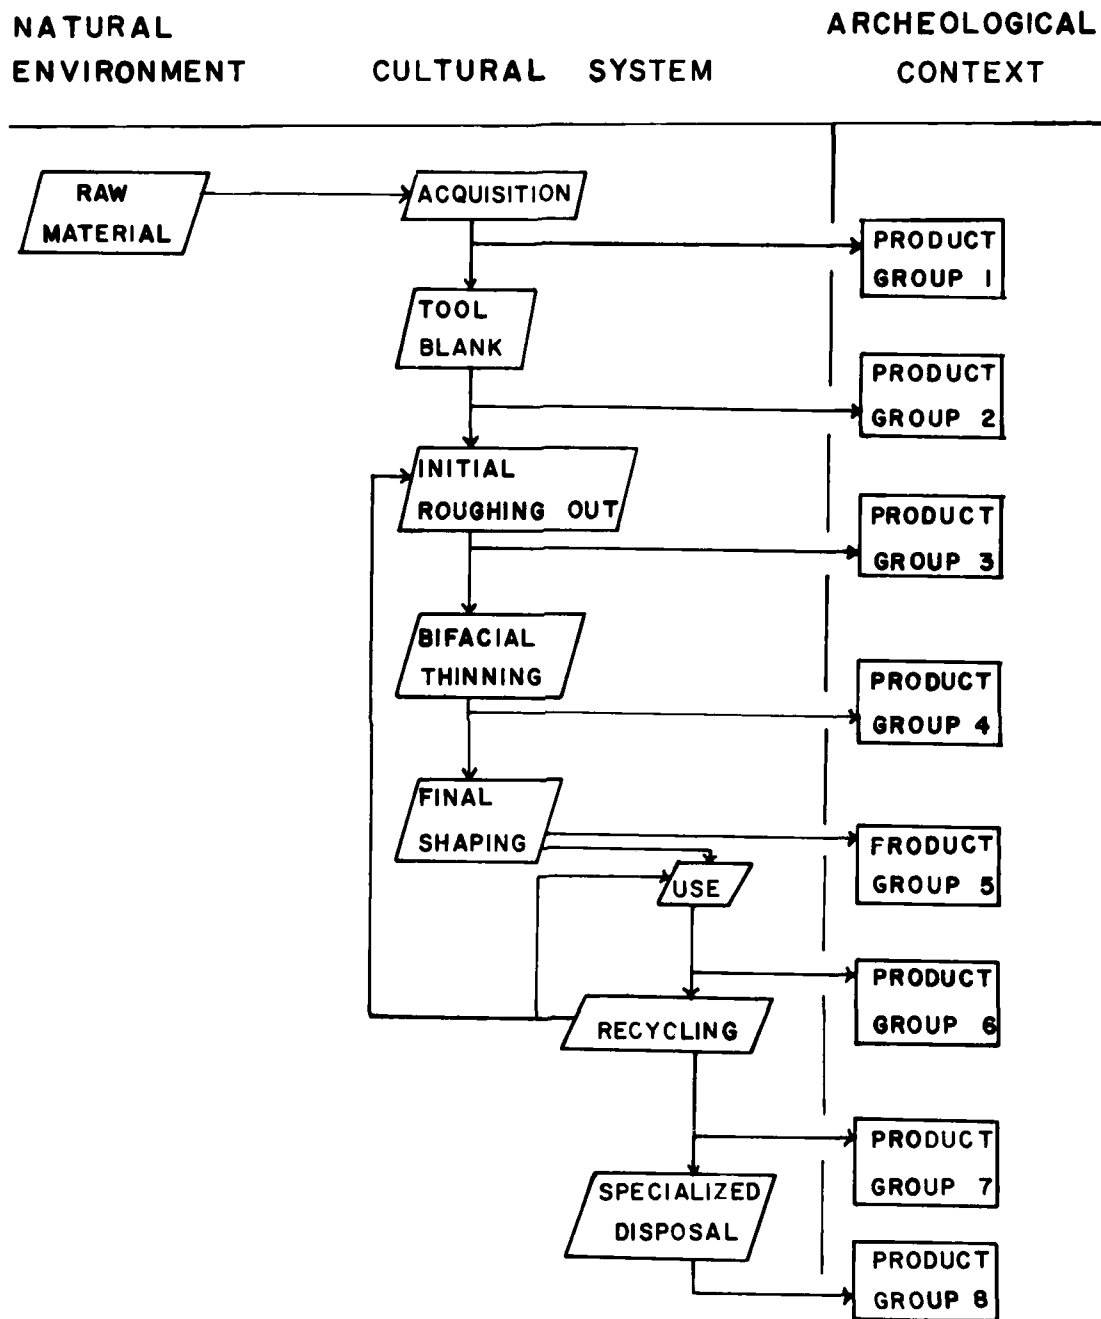 NATURAL
ENVIRONMENT
CULTURAL SYSTEM
ARCHEOLOGICAL
CONTEXT
RAW
MATERIAL
ACQUISITION
PRODUCT
GROUP 1
TOOL
BLANK
PRODUCT
GROUP 2
INITIAL
ROUGHING OUT
PRODUCT
GROUP 3
BIFACIAL
THINNING
PRODUCT
GROUP 4
FINAL
SHAPING
FRODUCT
GROUP 5
USE
PRODUCT
GROUP 6
RECYCLING
PRODUCT
GROUP 7
SPECIALIZED
DISPOSAL
PRODUCT
GROUP 8